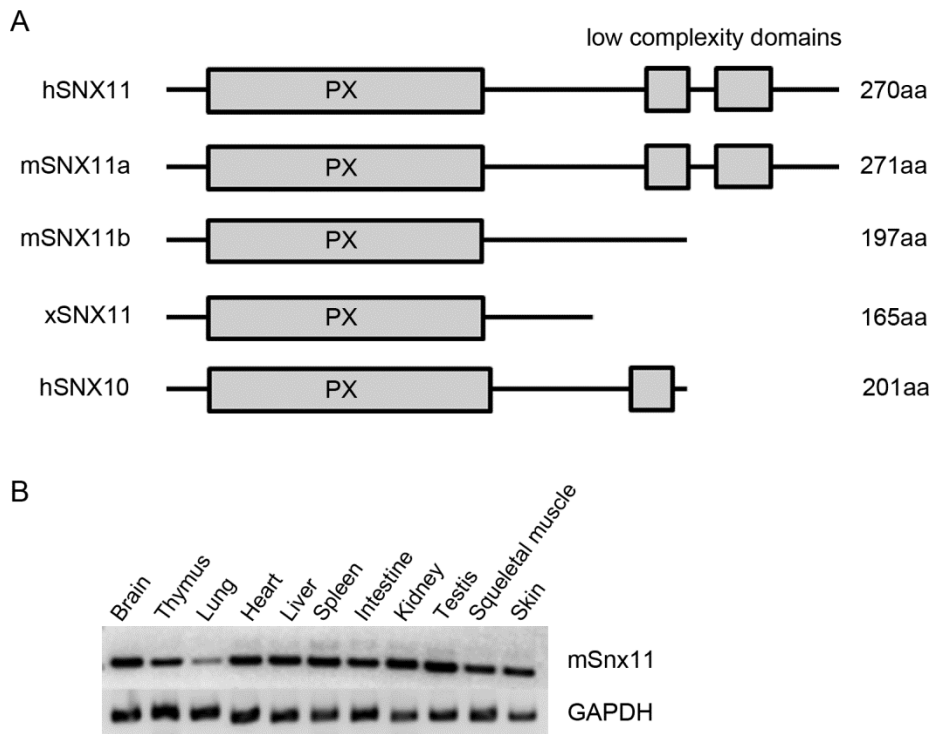 A
low complexity domains
hSNX11 PX 270aa
mSNX11a PX 271aa
mSNX11b PX 197aa
xSNX11 PX 165aa
hSNX10 PX 201aa
B
Brain Thymus Lung Heart Liver Spleen Intestine Kidney Testis Squeletal muscle Skin
mSnx11
GAPDH